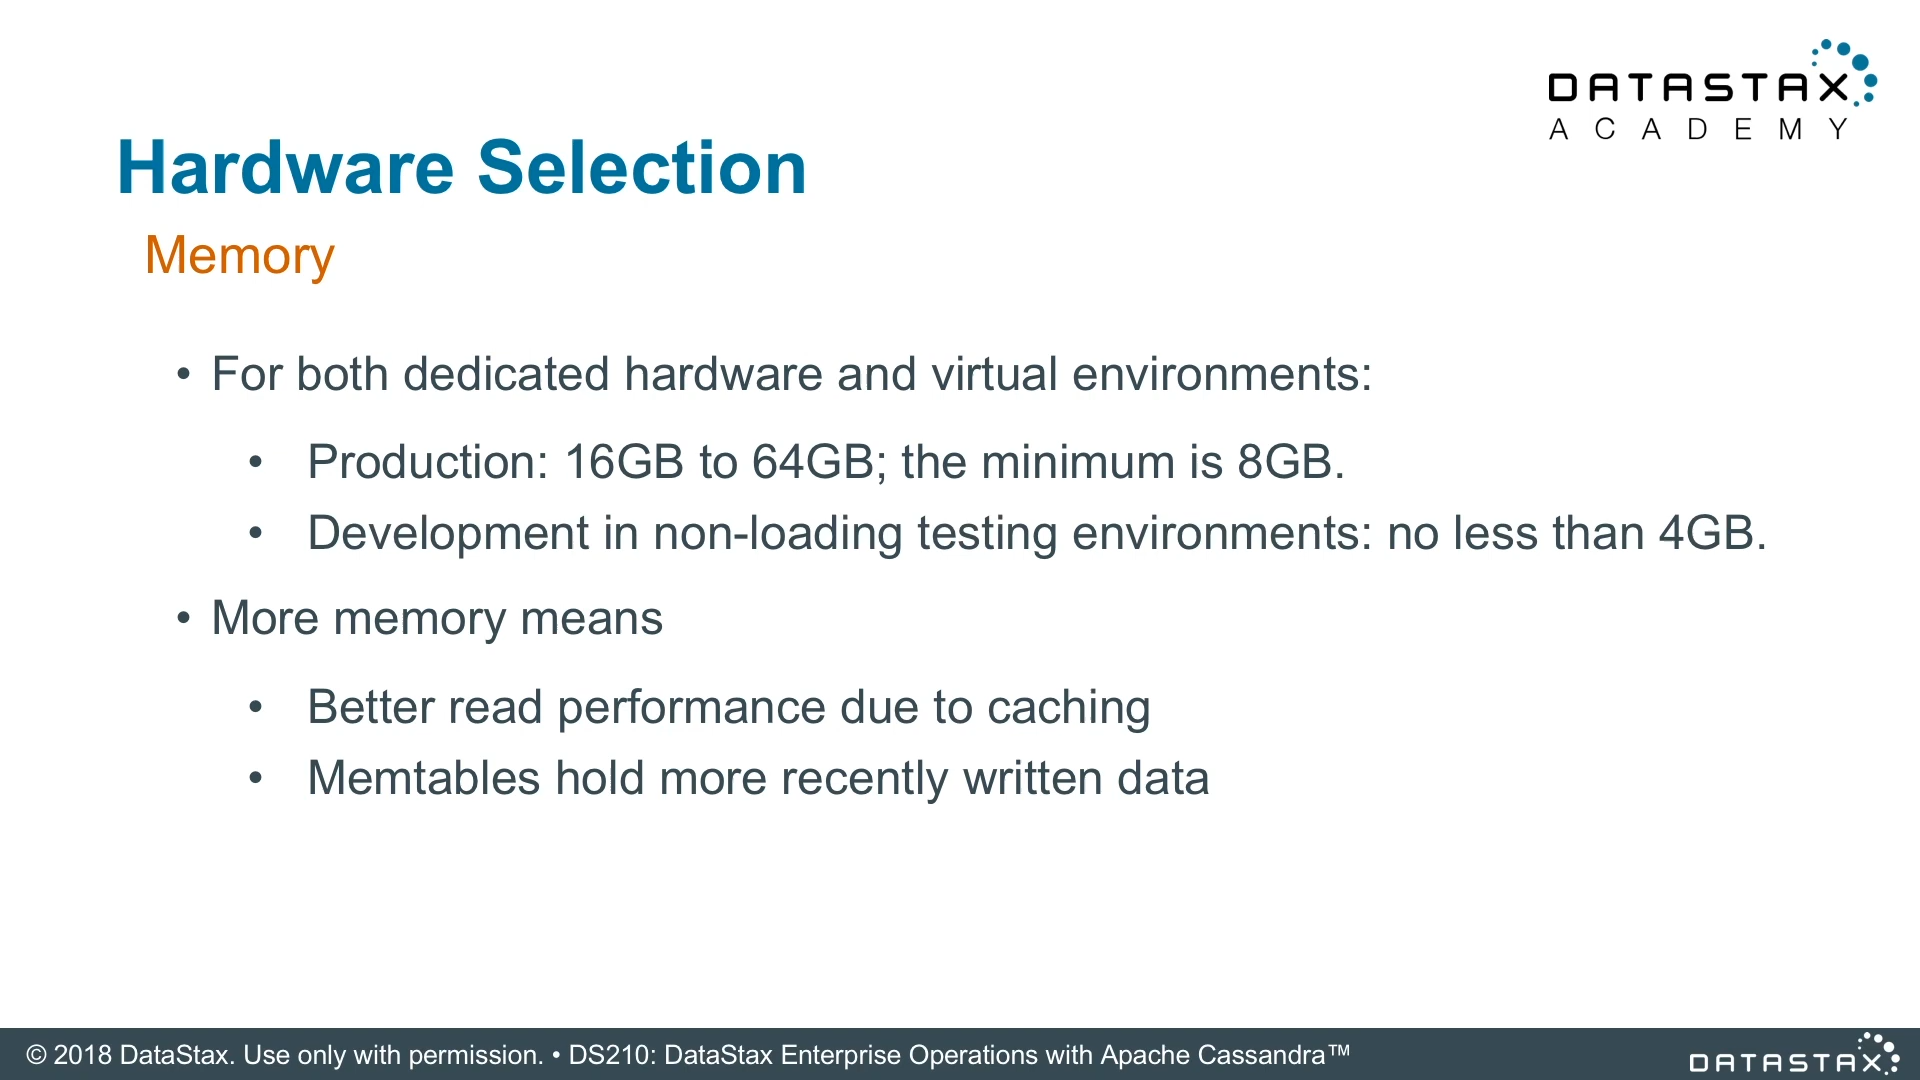 DATASTAX
ACADEMY
Hardware Selection
Memory
• For both dedicated hardware and virtual environments:
• Production: 16GB to 64GB; the minimum is 8GB.
• Development in non-loading testing environments: no less than 4GB.
• More memory means
• Better read performance due to caching
• Memtables hold more recently written data
© 2018 DataStax. Use only with permission. • DS210: DataStax Enterprise Operations with Apache Cassandra™
DATASTAX